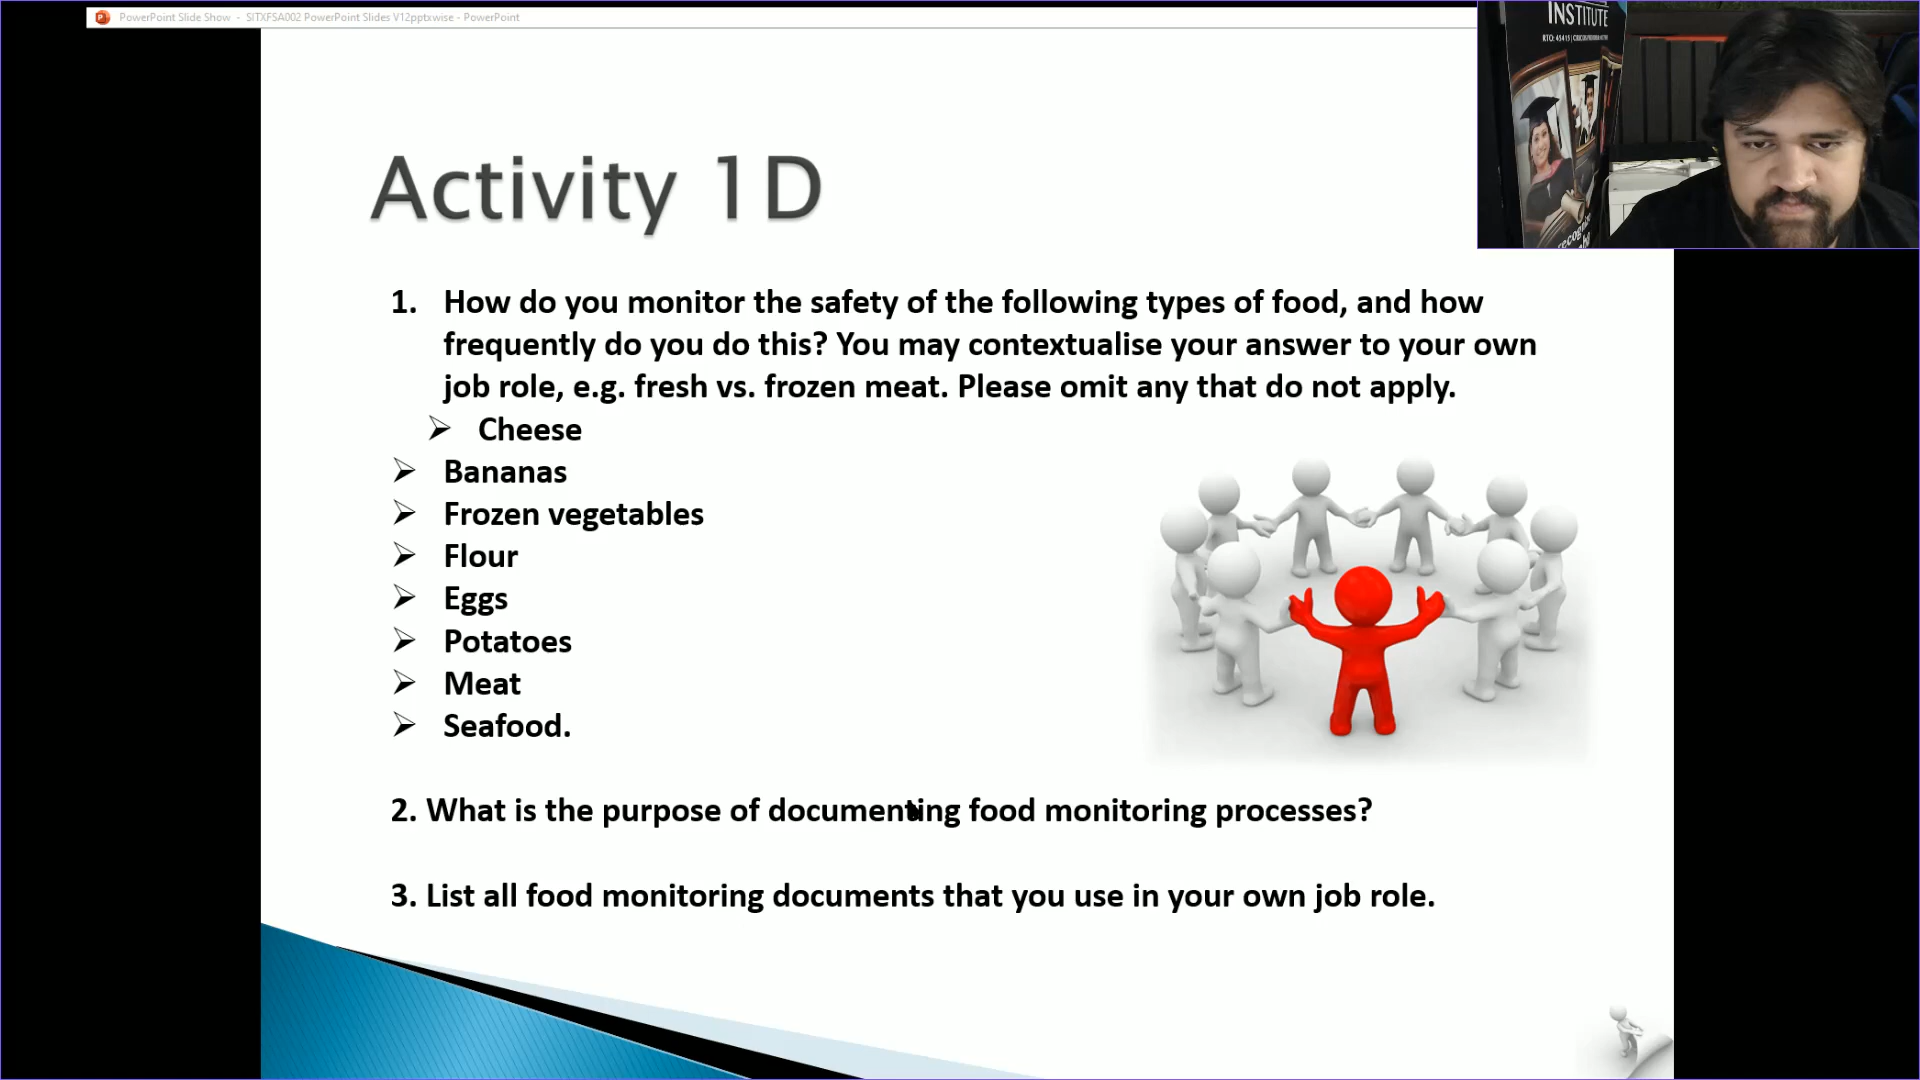 PowerPoint Slide Show - SITXFSA002 PowerPoint Slides V12pptxwise - PowerPoint
INSTITUTE
RTO: 45415 | CRICOS
Activity 1D
1. How do you monitor the safety of the following types of food, and how
frequently do you do this? You may contextualise your answer to your own
job role, e.g. fresh vs. frozen meat. Please omit any that do not apply.
➢ Cheese
➢ Bananas
➢ Frozen vegetables
➢ Flour
➢ Eggs
➢ Potatoes
➢ Meat
➢ Seafood.
2. What is the purpose of documenting food monitoring processes?
3. List all food monitoring documents that you use in your own job role.